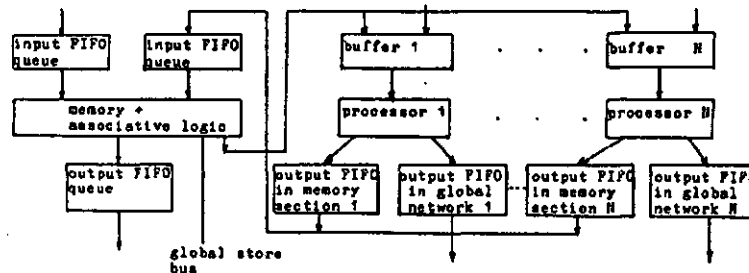 input FIFO
queue
input FIFO
queue
buffer 1
buffer N
memory +
associative logic
processor 1
processor N
output FIFO
queue
output FIFO
in memory
section 1
output FIFO
in global
network 1
output FIFO
in memory
section N
output FIFO
in global
network N
global store
bus